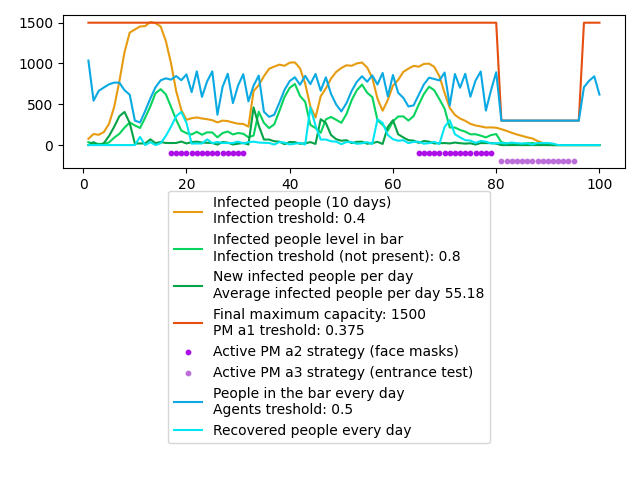 1500
1000
500
0
0 20 40 60 80 100
Infected people (10 days)
Infection treshold: 0.4
Infected people level in bar
Infection treshold (not present): 0.8
New infected people per day
Average infected people per day 55.18
Final maximum capacity: 1500
PM a1 treshold: 0.375
Active PM a2 strategy (face masks)
Active PM a3 strategy (entrance test)
People in the bar every day
Agents treshold: 0.5
Recovered people every day